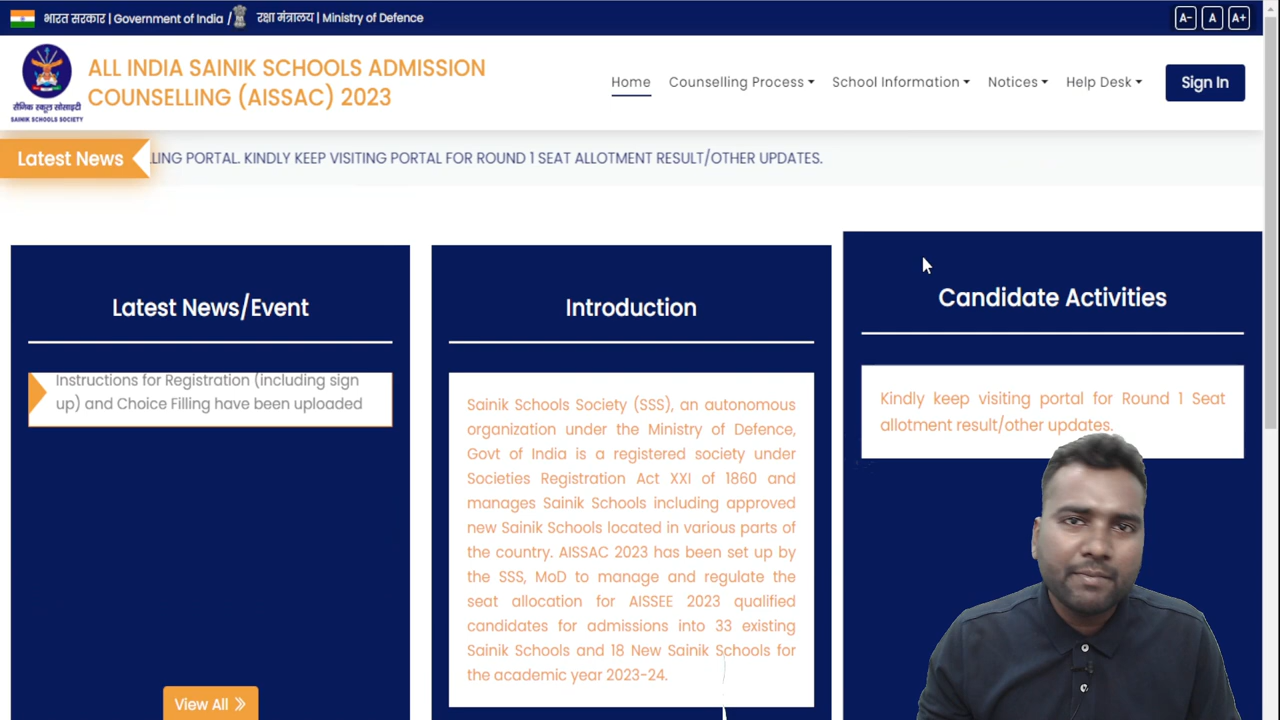 भारत सरकार | Government of India / रक्षा मंत्रालय | Ministry of Defence
A- A A+
सैनिक स्कूल सोसाइटी
SAINIK SCHOOLS SOCIETY
ALL INDIA SAINIK SCHOOLS ADMISSION
COUNSELLING (AISSAC) 2023
Home Counselling Process School Information Notices Help Desk Sign In
Latest News
LING PORTAL. KINDLY KEEP VISITING PORTAL FOR ROUND 1 SEAT ALLOTMENT RESULT/OTHER UPDATES.
Latest News/Event
Instructions for Registration (including sign
up) and Choice Filling have been uploaded
View All
Introduction
Sainik Schools Society (SSS), an autonomous
organization under the Ministry of Defence,
Govt of India is a registered society under
Societies Registration Act XXI of 1860 and
manages Sainik Schools including approved
new Sainik Schools located in various parts of
the country. AISSAC 2023 has been set up by
the SSS, MoD to manage and regulate the
seat allocation for AISSEE 2023 qualified
candidates for admissions into 33 existing
Sainik Schools and 18 New Sainik Schools for
the academic year 2023-24.
Candidate Activities
Kindly keep visiting portal for Round 1 Seat
allotment result/other updates.